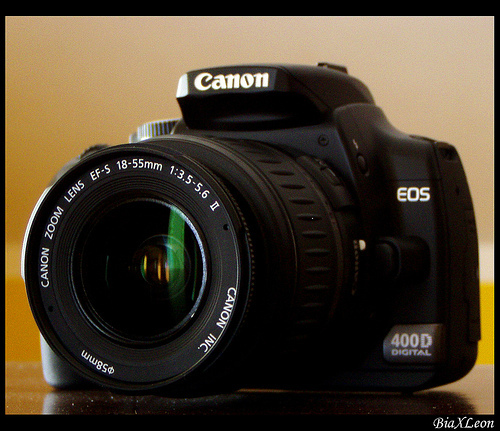 Canon
CANON ZOOM LENS EF-S 18-55mm 1:3.5-5.6 II
CANON INC.
ø58mm
EOS
400D
DIGITAL
BiaXLeon